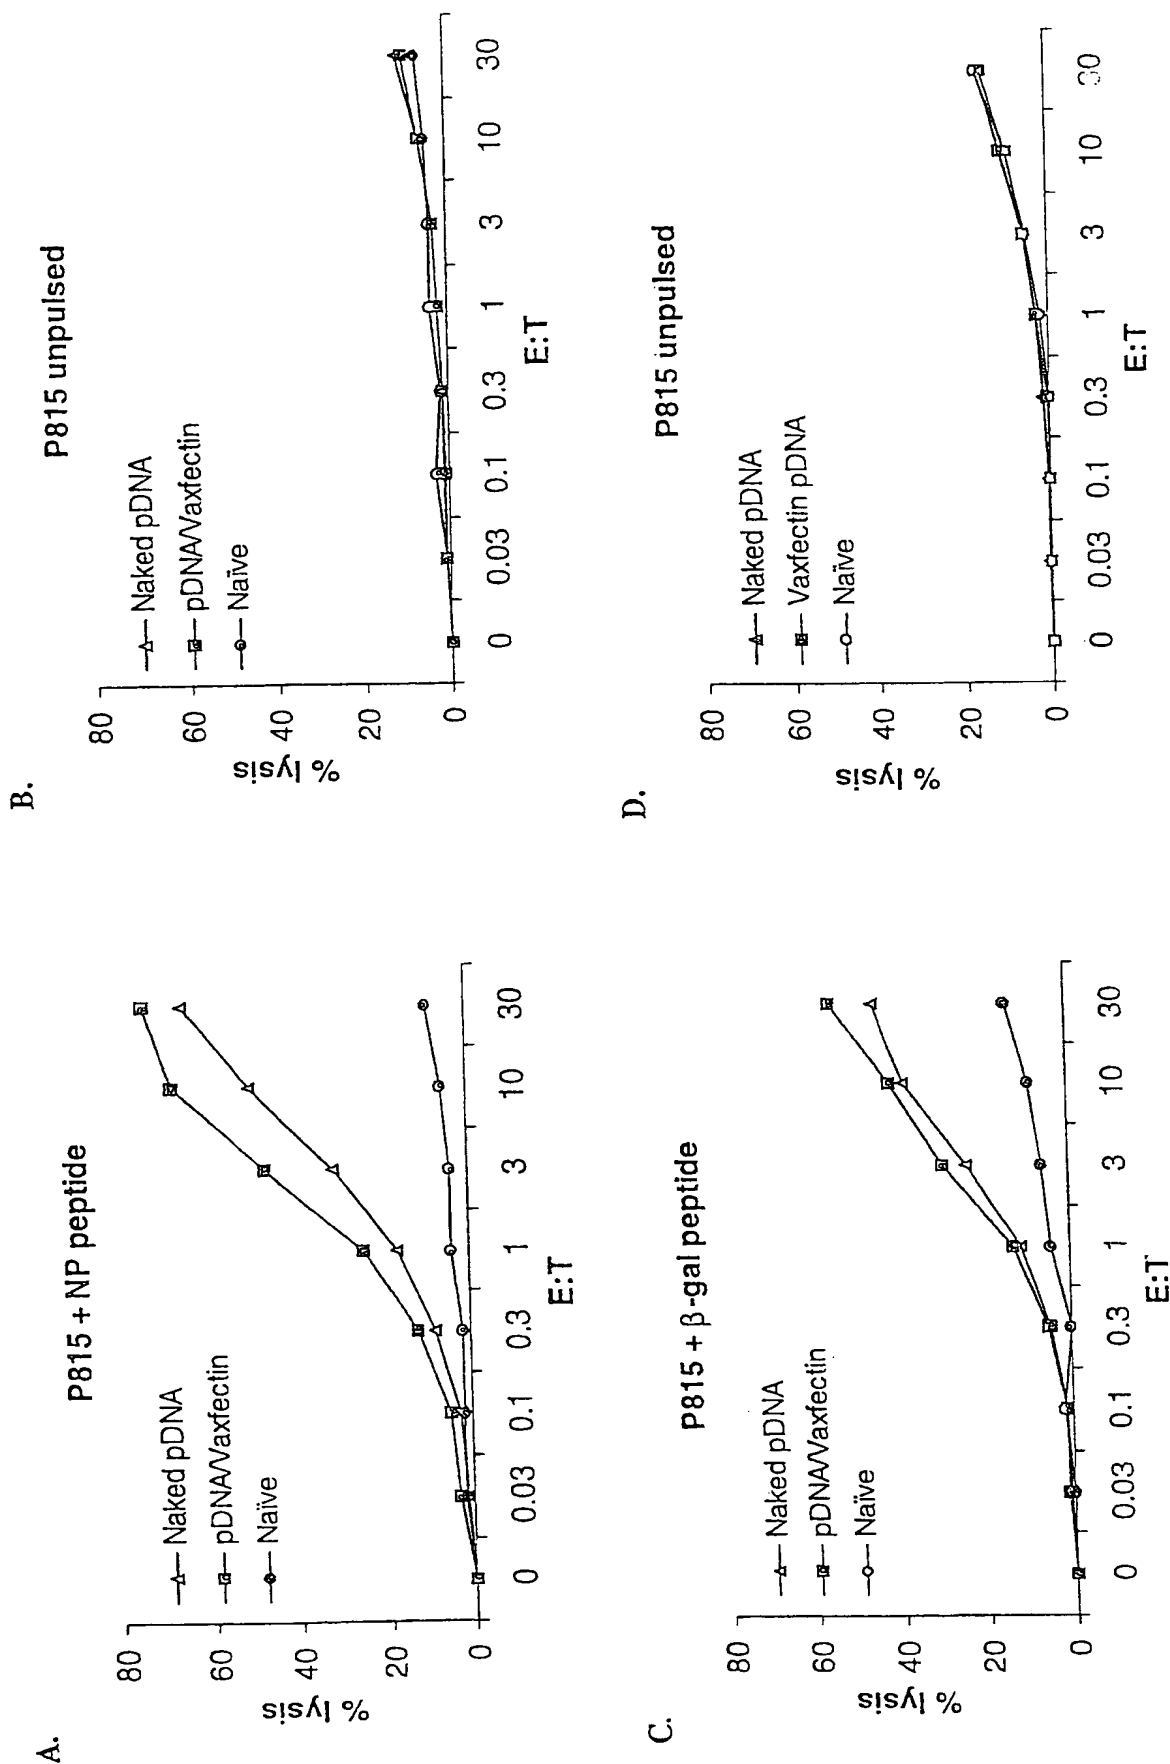 A.
P815 + NP peptide
Naked pDNA
pDNA/Vaxfectin
Naïve
80
60
40
20
0
% lysis
0 0.03 0.1 0.3 1 3 10 30
E:T
B.
P815 unpulsed
Naked pDNA
pDNA/Vaxfectin
Naïve
80
60
40
20
0
% lysis
0 0.03 0.1 0.3 1 3 10 30
E:T
C.
P815 + β-gal peptide
Naked pDNA
pDNA/Vaxfectin
Naïve
80
60
40
20
0
% lysis
0 0.03 0.1 0.3 1 3 10 30
E:T
D.
P815 unpulsed
Naked pDNA
Vaxfectin pDNA
Naïve
80
60
40
20
0
% lysis
0 0.03 0.1 0.3 1 3 10 30
E:T